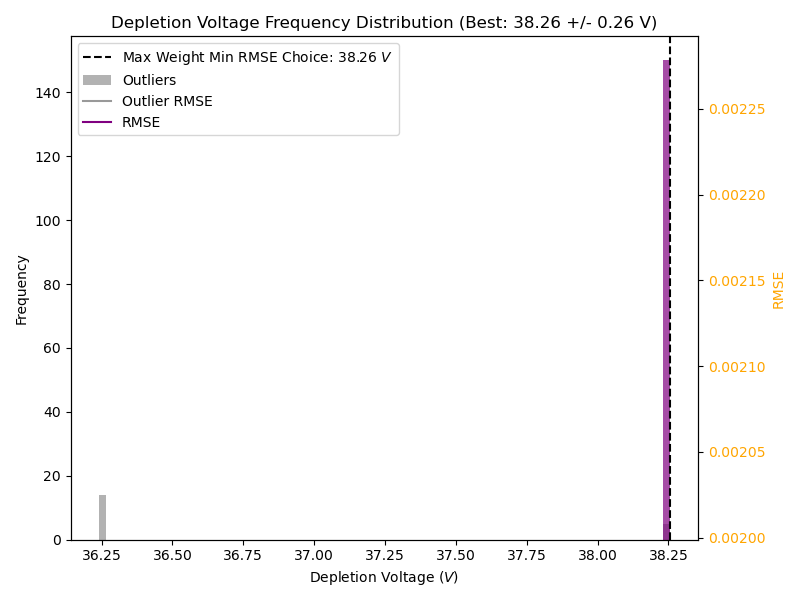 Depletion Voltage Frequency Distribution (Best: 38.26 +/- 0.26 V)
Max Weight Min RMSE Choice: 38.26 V
Outliers
Outlier RMSE
RMSE
140
120
100
80
60
40
20
0
Frequency
0.00225
0.00220
0.00215
0.00210
0.00205
0.00200
RMSE
36.25 36.50 36.75 37.00 37.25 37.50 37.75 38.00 38.25
Depletion Voltage (V)